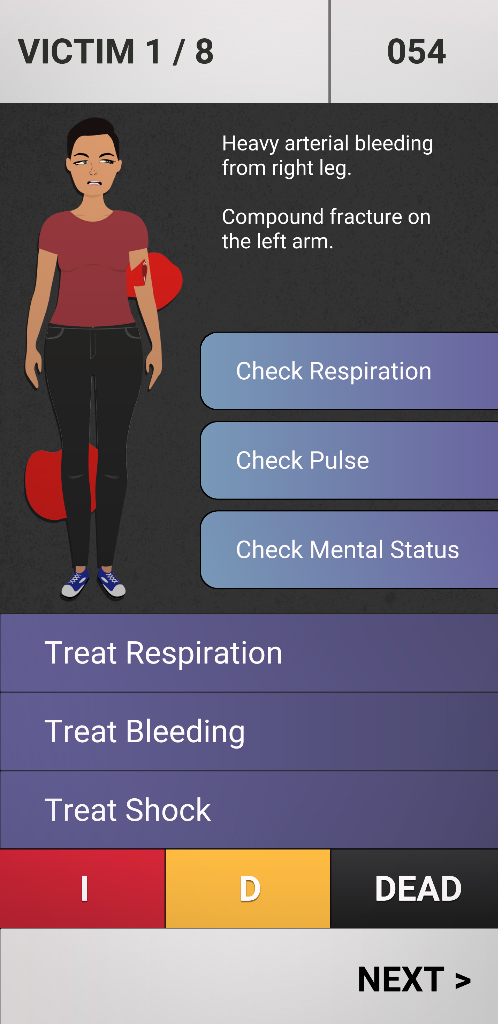 VICTIM 1 / 8
054
Heavy arterial bleeding
from right leg.
Compound fracture on
the left arm.
Check Respiration
Check Pulse
Check Mental Status
Treat Respiration
Treat Bleeding
Treat Shock
I
D
DEAD
NEXT >